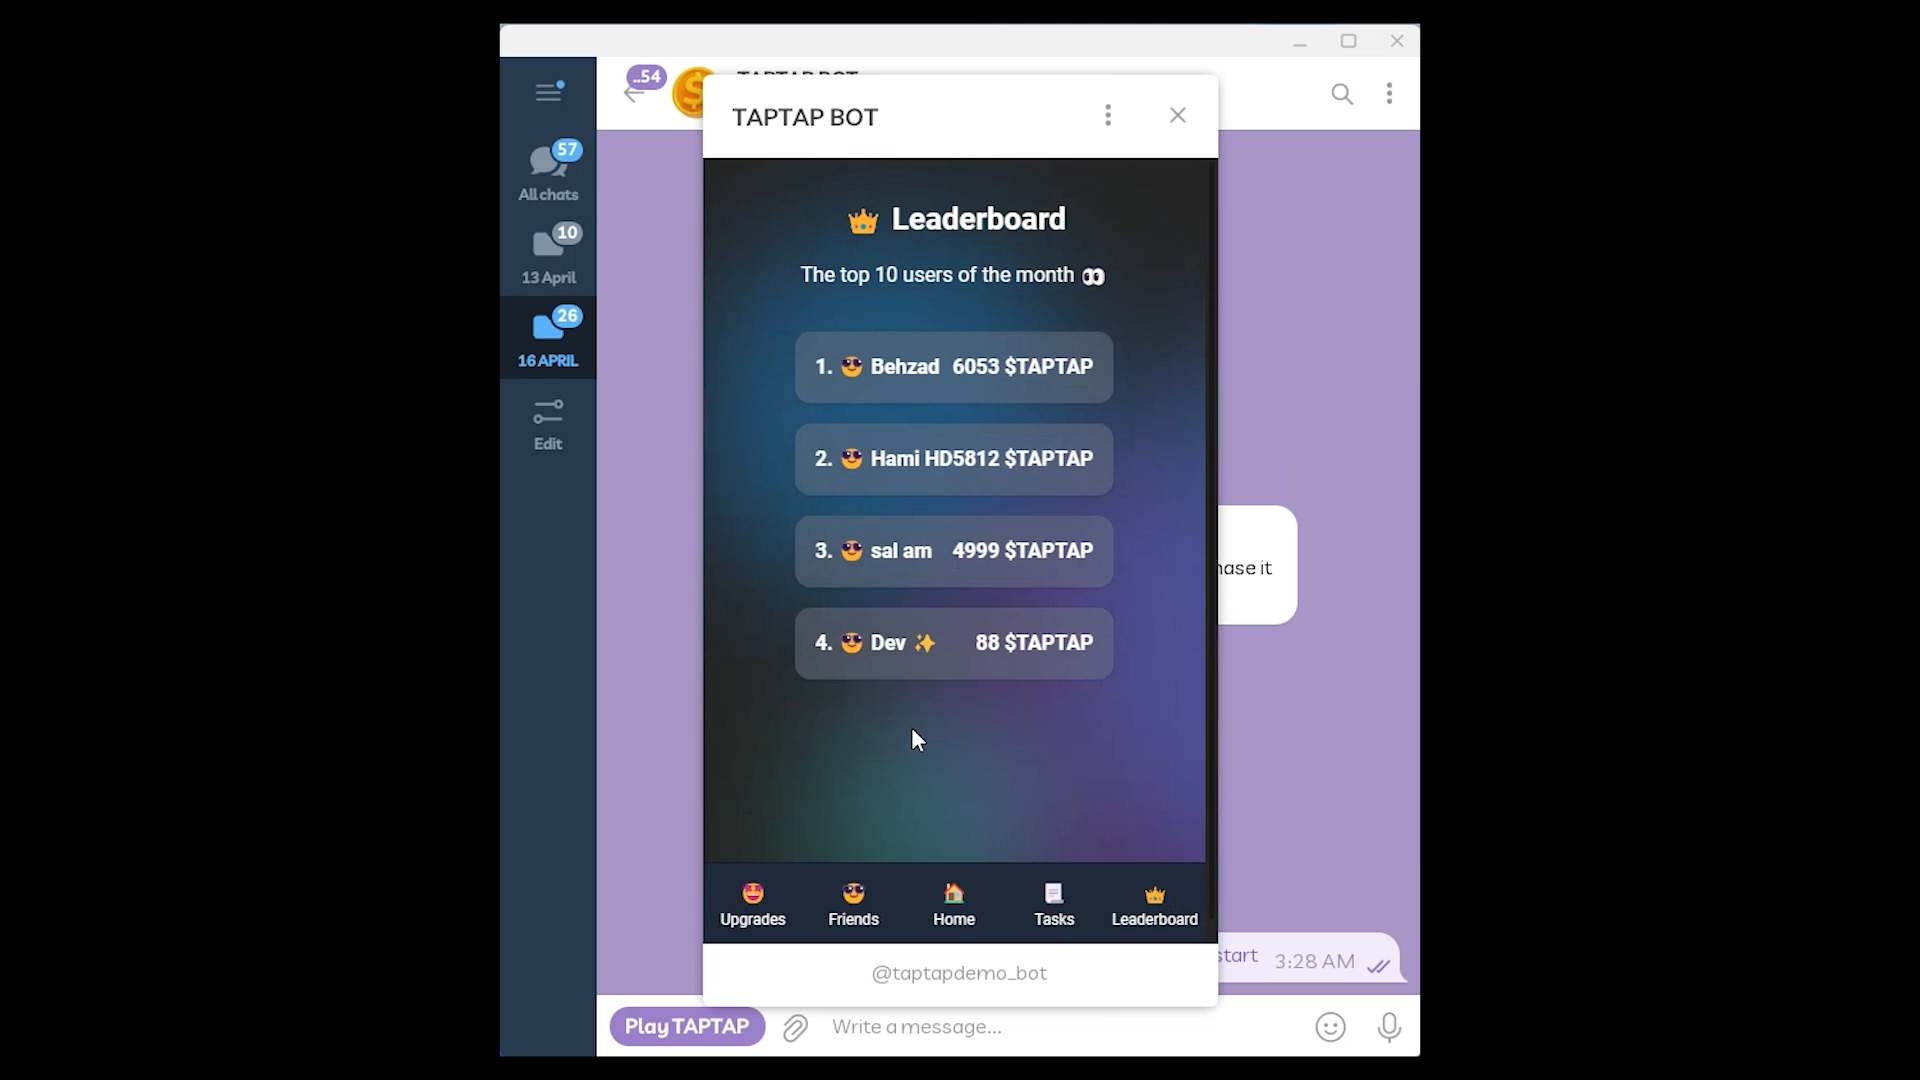 ..54
TAPTAP BOT
57
All chats
10
13 April
26
16 APRIL
Edit
TAPTAP BOT
Leaderboard
The top 10 users of the month
1. Behzad 6053 $TAPTAP
2. Hami HD5812 $TAPTAP
3. sal am 4999 $TAPTAP
4. Dev 88 $TAPTAP
it
start 3:28 AM
Upgrades Friends Home Tasks Leaderboard
@taptapdemo_bot
Play TAPTAP Write a message...